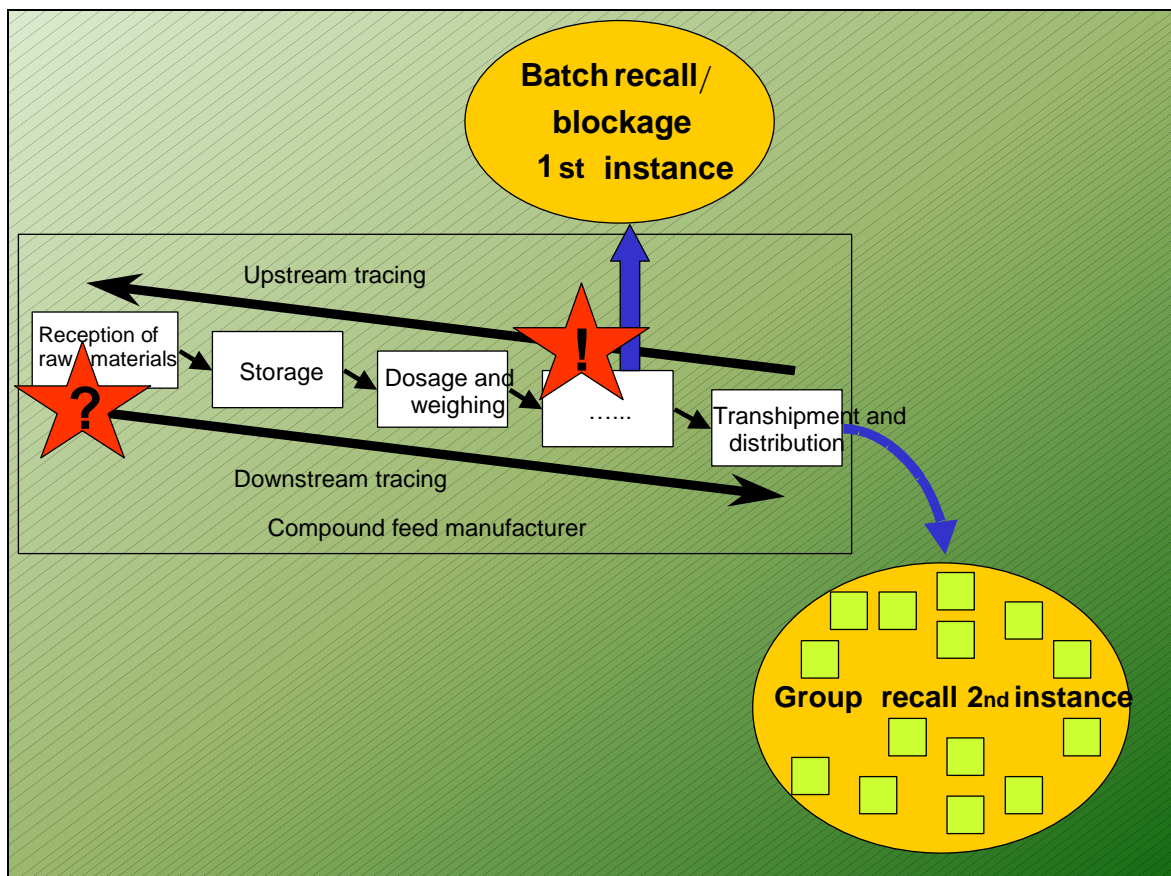 Batch recall/
blockage
1st instance
Upstream tracing
Reception of
raw materials
?
Storage
Dosage and
weighing
!
…...
Transhipment and
distribution
Downstream tracing
Compound feed manufacturer
Group recall 2nd instance